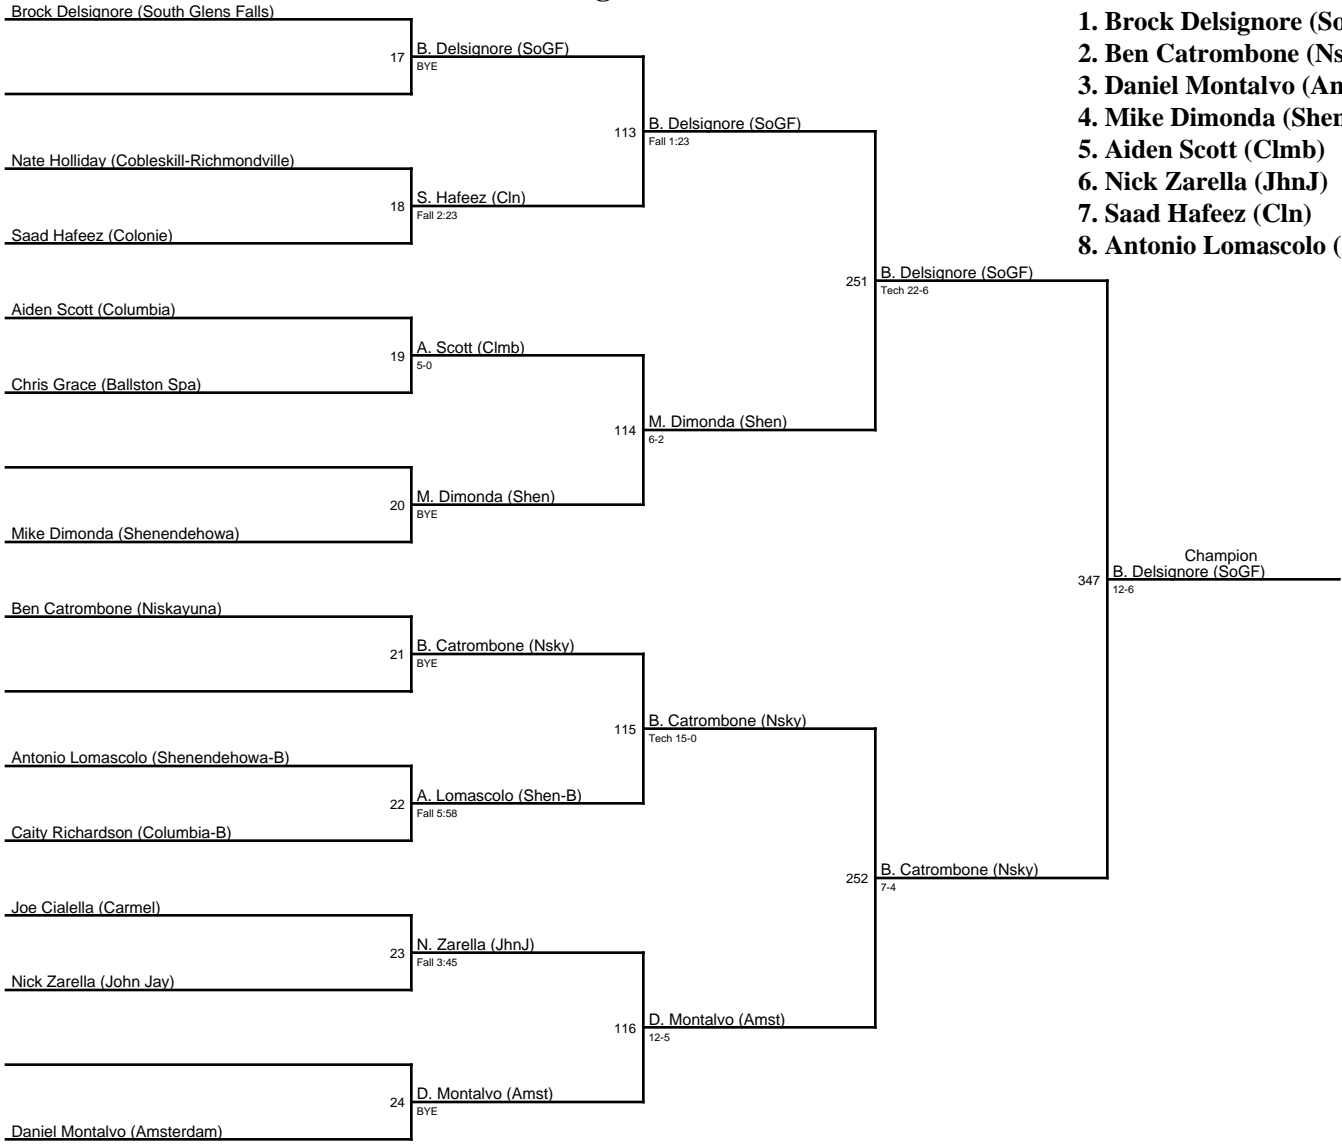 Brock Delsignore (South Glens Falls)
17
B. Delsignore (SoGF)
BYE
113
B. Delsignore (SoGF)
Fall 1:23
Nate Holliday (Cobleskill-Richmondville)
18
S. Hafeez (Cln)
Fall 2:23
Saad Hafeez (Colonie)
251
B. Delsignore (SoGF)
Tech 22-6
Aiden Scott (Columbia)
19
A. Scott (Clmb)
5-0
Chris Grace (Ballston Spa)
114
M. Dimonda (Shen)
6-2
20
M. Dimonda (Shen)
BYE
Mike Dimonda (Shenendehowa)
Champion
347
B. Delsignore (SoGF)
12-6
Ben Catrombone (Niskayuna)
21
B. Catrombone (Nsky)
BYE
115
B. Catrombone (Nsky)
Tech 15-0
Antonio Lomascolo (Shenendehowa-B)
22
A. Lomascolo (Shen-B)
Fall 5:58
Caity Richardson (Columbia-B)
252
B. Catrombone (Nsky)
7-4
Joe Cialella (Carmel)
23
N. Zarella (JhnJ)
Fall 3:45
Nick Zarella (John Jay)
116
D. Montalvo (Amst)
12-5
24
D. Montalvo (Amst)
BYE
Daniel Montalvo (Amsterdam)
1. Brock Delsignore (So
2. Ben Catrombone (Ns
3. Daniel Montalvo (Am
4. Mike Dimonda (Shen
5. Aiden Scott (Clmb)
6. Nick Zarella (JhnJ)
7. Saad Hafeez (Cln)
8. Antonio Lomascolo (